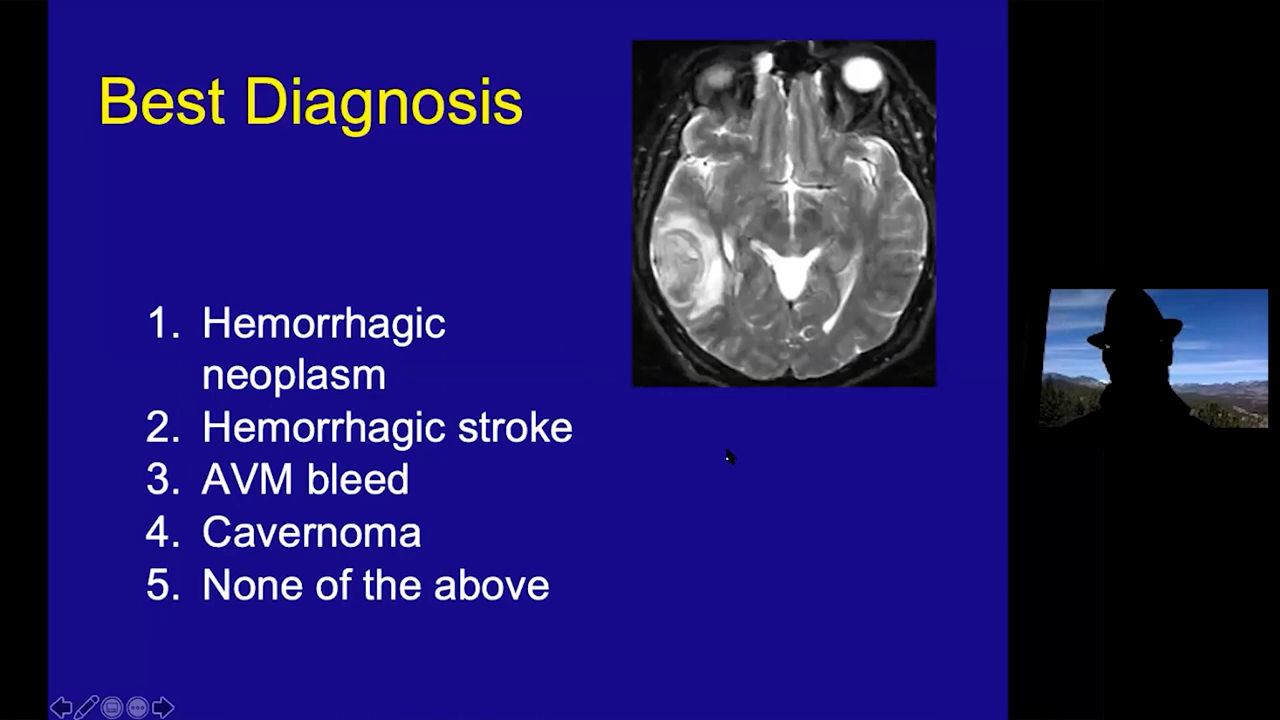 Best Diagnosis
1. Hemorrhagic
neoplasm
2. Hemorrhagic stroke
3. AVM bleed
4. Cavernoma
5. None of the above